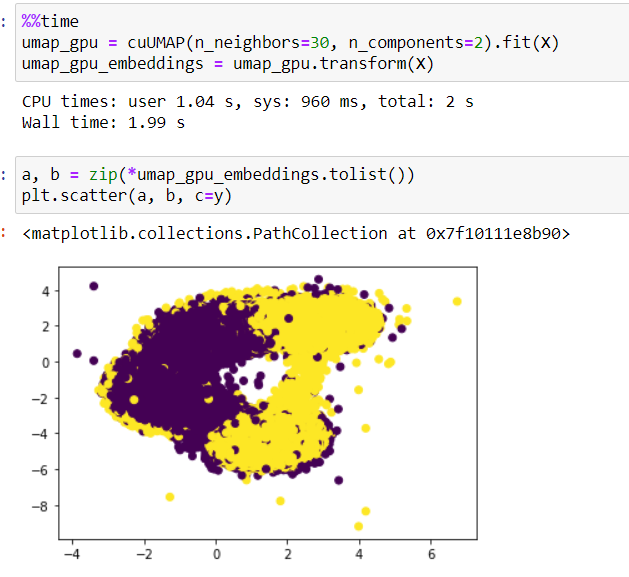 : %%time
umap_gpu = cuUMAP(n_neighbors=30, n_components=2).fit(X)
umap_gpu_embeddings = umap_gpu.transform(X)
CPU times: user 1.04 s, sys: 960 ms, total: 2 s
Wall time: 1.99 s
: a, b = zip(*umap_gpu_embeddings.tolist())
plt.scatter(a, b, c=y)
: <matplotlib.collections.PathCollection at 0x7f10111e8b90>
4
2
0
−2
−4
−6
−8
−4 −2 0 2 4 6